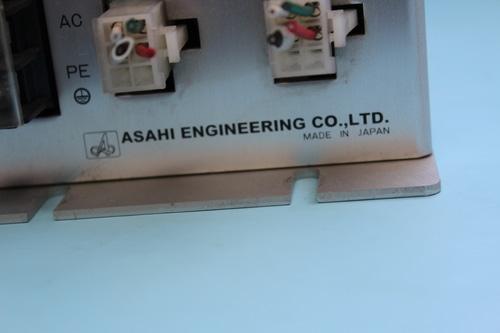 AC
PE
ASAHI ENGINEERING CO.,LTD.
MADE IN JAPAN